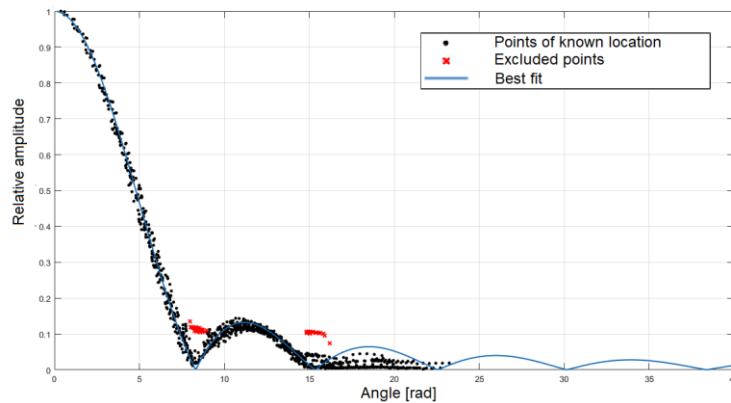 1
0.9
0.8
0.7
0.6
0.5
0.4
0.3
0.2
0.1
0
Relative amplitude
Points of known location
Excluded points
Best fit
0 5 10 15 20 25 30 35 40
Angle [rad]